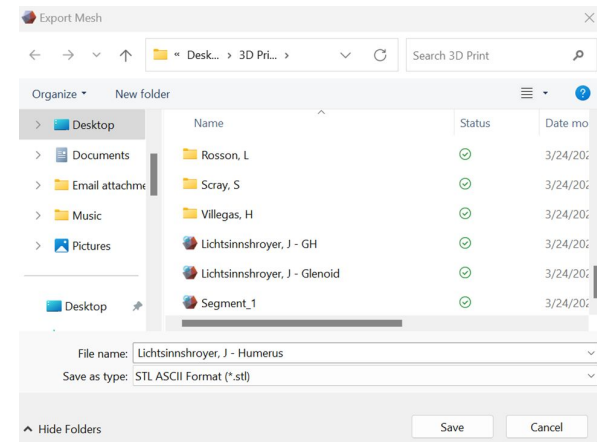 Export Mesh
« Desk... › 3D Pri... ›
Search 3D Print
Organize
New folder
Name
Status
Date mo
Desktop
Documents
Email attachme
Music
Pictures
Desktop
Rosson, L
3/24/202
Scray, S
3/24/202
Villegas, H
3/24/202
Lichtsinnshroyer, J - GH
3/24/202
Lichtsinnshroyer, J - Glenoid
3/24/202
Segment_1
3/24/202
File name: Lichtsinnshroyer, J - Humerus
Save as type: STL ASCII Format (*.stl)
Hide Folders
Save
Cancel